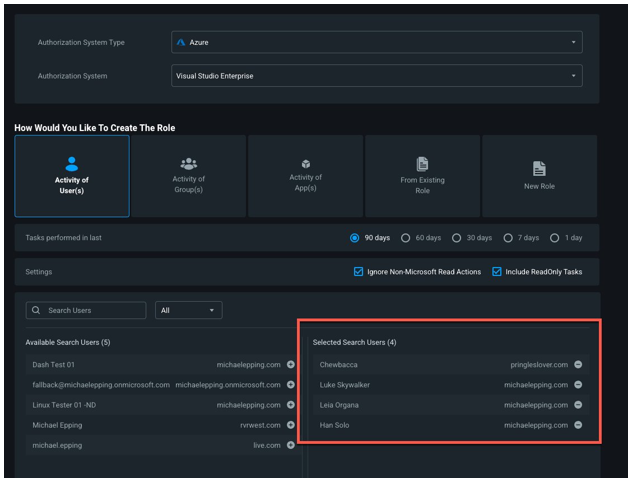 Authorization System Type
Azure
Authorization System
Visual Studio Enterprise
How Would You Like To Create The Role
Activity of
User(s)
Activity of
Group(s)
Activity of
App(s)
From Existing
Role
New Role
Tasks performed in last
90 days 60 days 30 days 7 days 1 day
Settings
Ignore Non-Microsoft Read Actions Include ReadOnly Tasks
Search Users All
Available Search Users (5)
Dash Test 01 michaelepping.com
fallback@michaelepping.onmicrosoft.com michaelepping.onmicrosoft.com
Linux Tester 01 -ND michaelepping.com
Michael Epping rvrwest.com
michael.epping live.com
Selected Search Users (4)
Chewbacca pringleslover.com
Luke Skywalker michaelepping.com
Leia Organa michaelepping.com
Han Solo michaelepping.com